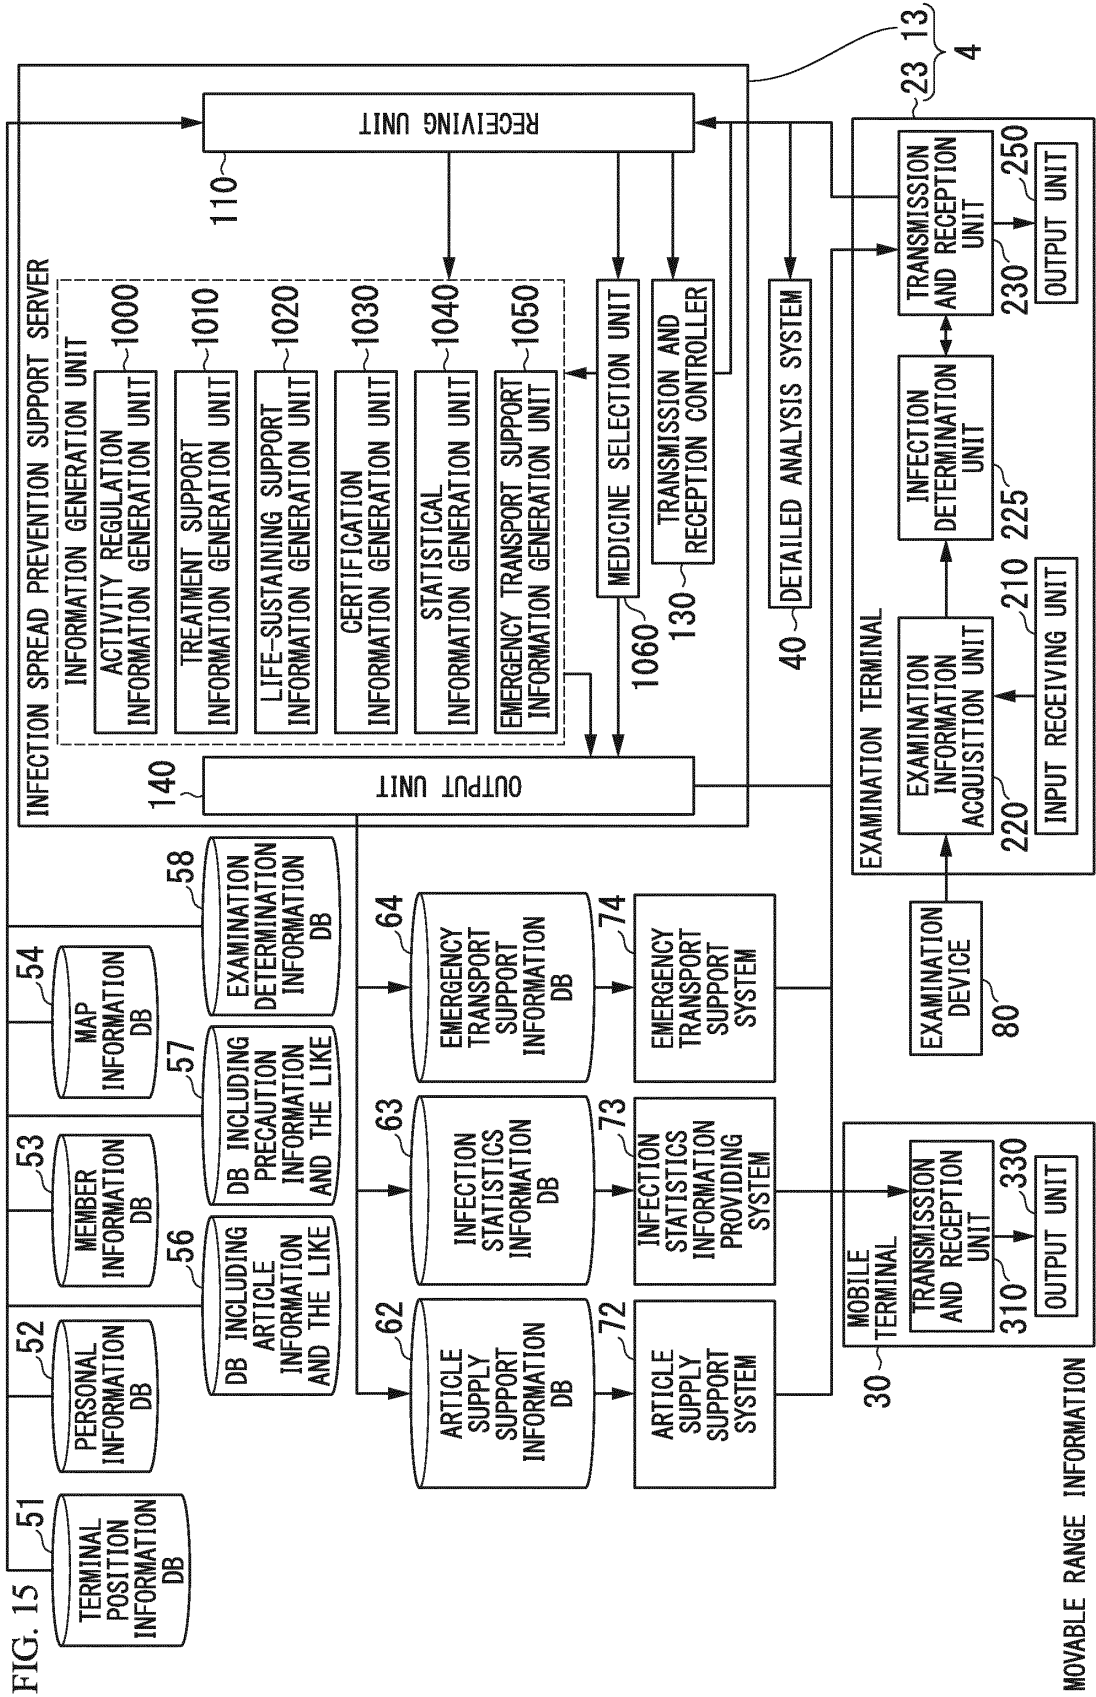 FIG. 15
51
TERMINAL
POSITION
INFORMATION
DB
52
PERSONAL
INFORMATION
DB
53
MEMBER
INFORMATION
DB
54
MAP
INFORMATION
DB
56
DB INCLUDING
ARTICLE
INFORMATION
AND THE LIKE
57
DB INCLUDING
PRECAUTION
INFORMATION
AND THE LIKE
58
EXAMINATION
DETERMINATION
INFORMATION
DB
62
ARTICLE
SUPPLY
SUPPORT
INFORMATION
DB
63
INFECTION
STATISTICS
INFORMATION
DB
64
EMERGENCY
TRANSPORT
SUPPORT
INFORMATION
DB
72
ARTICLE
SUPPLY
SUPPORT
SYSTEM
73
INFECTION
STATISTICS
INFORMATION
PROVIDING
SYSTEM
74
EMERGENCY
TRANSPORT
SUPPORT
SYSTEM
INFECTION SPREAD PREVENTION SUPPORT SERVER
140
OUTPUT UNIT
INFORMATION GENERATION UNIT
1000
ACTIVITY REGULATION
INFORMATION GENERATION UNIT
1010
TREATMENT SUPPORT
INFORMATION GENERATION UNIT
1020
LIFE-SUSTAINING SUPPORT
INFORMATION GENERATION UNIT
1030
CERTIFICATION
INFORMATION GENERATION UNIT
1040
STATISTICAL
INFORMATION GENERATION UNIT
1050
EMERGENCY TRANSPORT SUPPORT
INFORMATION GENERATION UNIT
1060
MEDICINE SELECTION UNIT
130
TRANSMISSION AND
RECEPTION CONTROLLER
110
RECEIVING UNIT
40
DETAILED ANALYSIS SYSTEM
23
13
4
30
MOBILE
TERMINAL
TRANSMISSION
AND RECEPTION
UNIT
310
330
OUTPUT UNIT
80
EXAMINATION
DEVICE
EXAMINATION TERMINAL
EXAMINATION
INFORMATION
ACQUISITION UNIT
220
210
INPUT RECEIVING UNIT
INFECTION
DETERMINATION
UNIT
225
TRANSMISSION
AND RECEPTION
UNIT
230
250
OUTPUT UNIT
MOVABLE RANGE INFORMATION